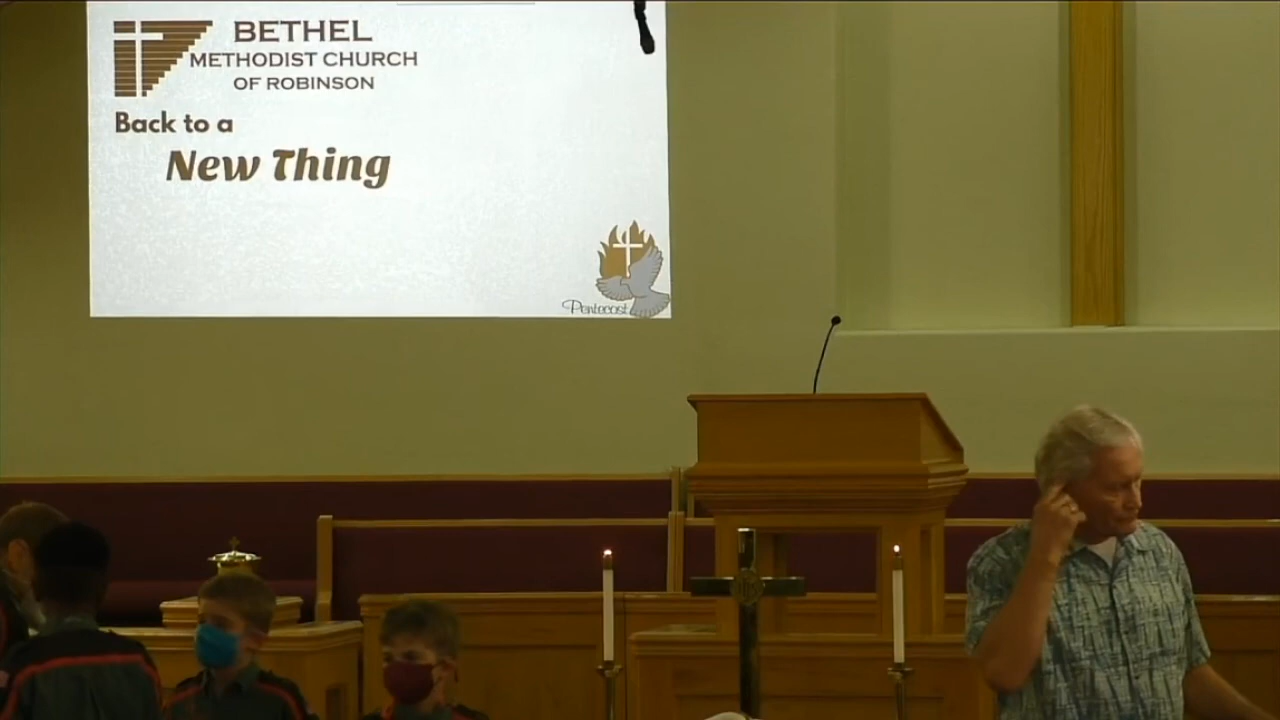 BETHEL
METHODIST CHURCH
OF ROBINSON
Back to a
New Thing
Pentecost